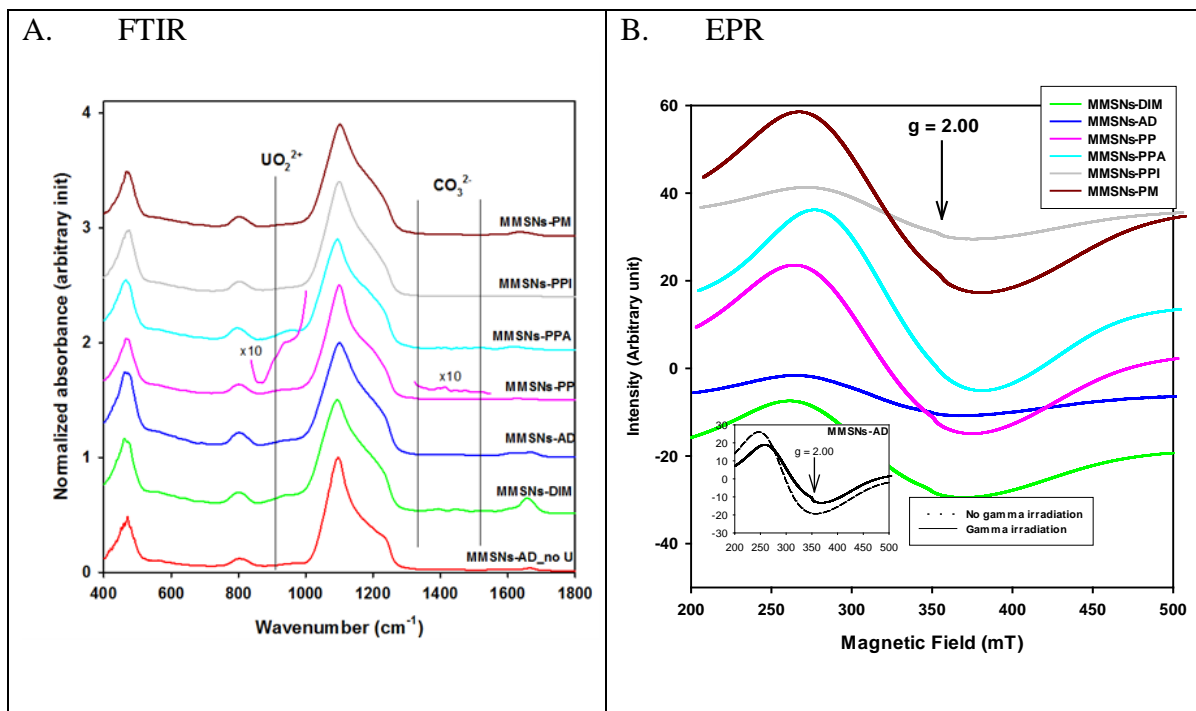 A. FTIR
Normalized absorbance (arbitrary init)
4
3
2
1
0
UO₂²⁺
CO₃²⁻
MMSNs-PM
MMSNs-PPI
MMSNs-PPA
x10
x10
MMSNs-PP
MMSNs-AD
MMSNs-DIM
MMSNs-AD_no U
400 600 800 1000 1200 1400 1600 1800
Wavenumber (cm⁻¹)
B. EPR
Intensity (Arbitrary unit)
60
40
20
0
-20
-40
g = 2.00
MMSNs-DIM
MMSNs-AD
MMSNs-PP
MMSNs-PPA
MMSNs-PPI
MMSNs-PM
MMSNs-AD
g = 2.00
30
20
10
0
-10
-20
-30
200 250 300 350 400 450 500
No gamma irradiation
Gamma irradiation
200 250 300 350 400 450 500
Magnetic Field (mT)